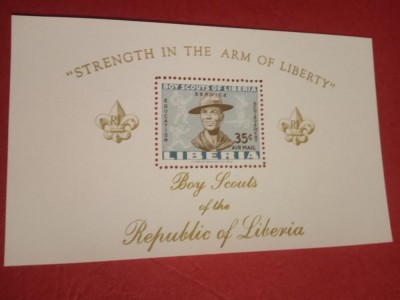 "STRENGTH IN THE ARM OF LIBERTY"
BOY SCOUTS OF LIBERIA
SERVICE
EDUCATION
35¢
AIR MAIL
LIBERIA
Boy Scouts
of the
Republic of Liberia